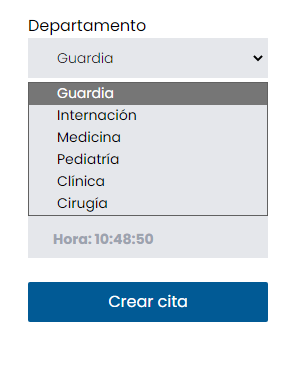 Departamento
Guardia
Guardia
Internación
Medicina
Pediatría
Clínica
Cirugía
Hora: 10:48:50
Crear cita